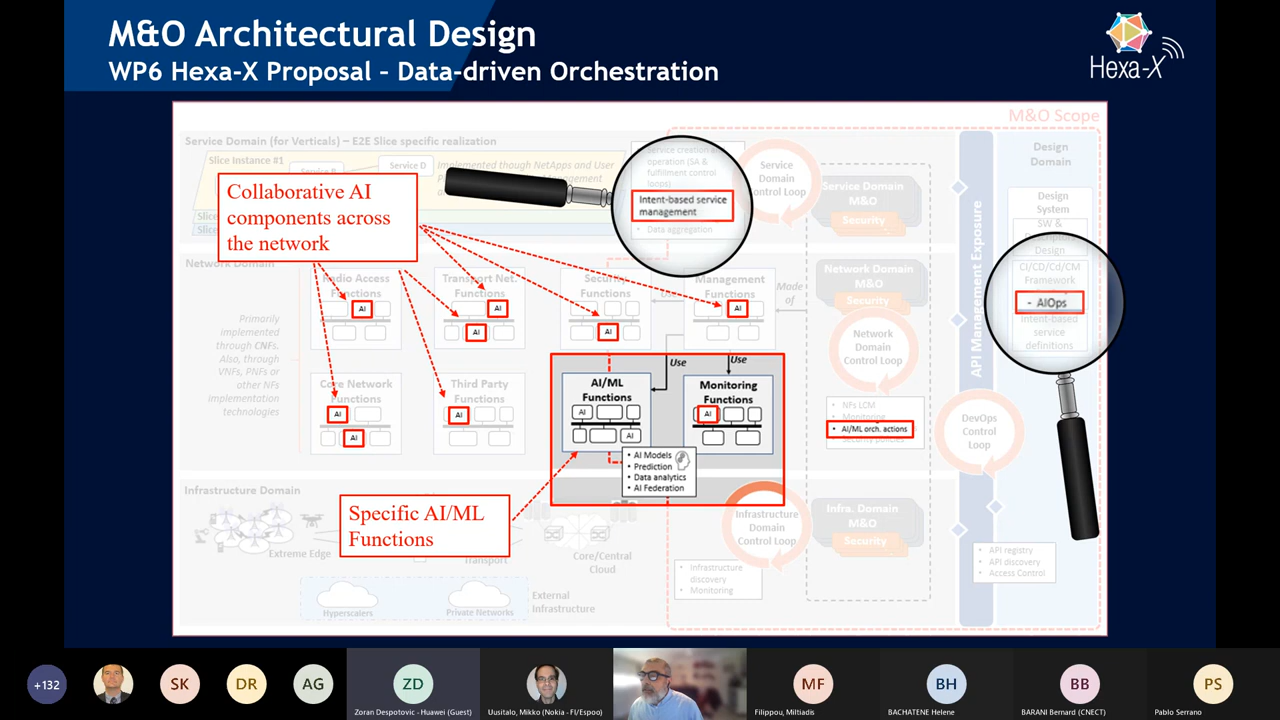 M&O Architectural Design
WP6 Hexa-X Proposal – Data-driven Orchestration
Hexa-X
M&O Scope
Service Domain (for Verticals) – E2E Slice specific realization
Slice Instance #1
Service D
Implemented though NetApps and User
Slice
Slice
Collaborative AI
components across
the network
Service creation and
operation (SA &
fulfillment control
loops)
Intent-based service
management
Data aggregation
Service
Domain
Control Loop
Service Domain
M&O
Security
Design
Domain
Design
System
SW &
Design
CI/CD/Cd/CM
Framework
- AIOps
Intent-based
service
definitions
API Management Exposure
Network Domain
Radio Access
Functions
AI
Transport Net.
Functions
AI
AI
Security
Functions
AI
Management
Functions
AI
Use
Made
of
Network Domain
M&O
Security
Network
Domain
Control Loop
Primarily
implemented
through CNFs.
Also, through
VNFs, PNFs or
other NFs
implementation
technologies
Core Network
Functions
AI
AI
Third Party
Functions
AI
Use
Use
AI/ML
Functions
AI
AI
Monitoring
Functions
AI
• AI Models
• Prediction
• Data analytics
• AI Federation
• NFs LCM
• Monitoring
• AI/ML orch. actions
• Security policies
DevOps
Control
Loop
Infrastructure Domain
Specific AI/ML
Functions
Extreme Edge
Transport
Core/Central
Cloud
Infrastructure
Domain
Control Loop
Infra. Domain
M&O
Security
• Infrastructure
discovery
• Monitoring
• API registry
• API discovery
• Access Control
Hyperscalers
Private Networks
External
Infrastructure
+132
SK
DR
AG
ZD
MF
BH
BB
PS
Zoran Despotovic - Huawei (Guest)
Uusitalo, Mikko (Nokia - FI/Espoo)
Filippou, Miltiadis
BACHATENE Helene
BARANI Bernard (CNECT)
Pablo Serrano